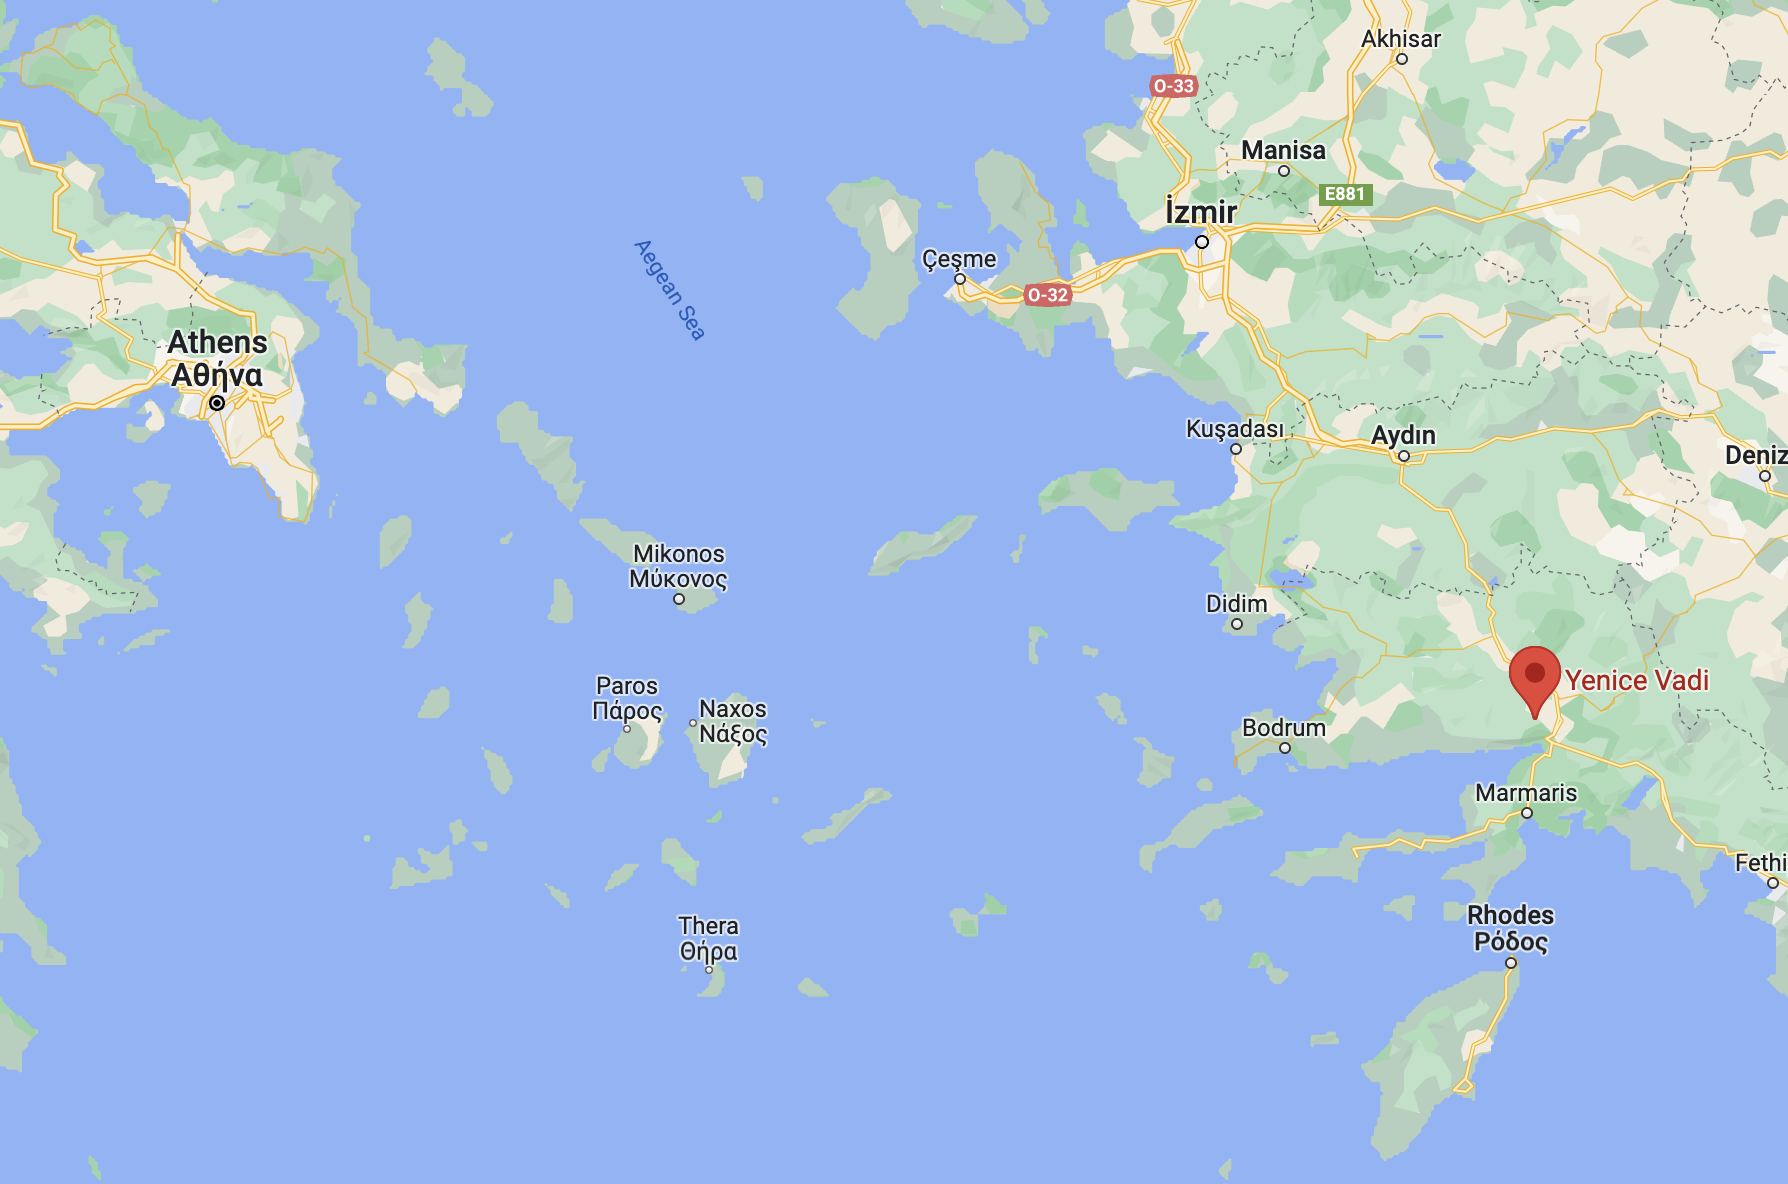 Akhisar
O-33
Manisa
E881
İzmir
Çeşme
O-32
Aegean Sea
Athens
Αθήνα
Kuşadası
Aydın
Deniz
Mikonos
Μύκονος
Didim
Yenice Vadi
Paros
Πάρος
Naxos
Νάξος
Bodrum
Marmaris
Fethi
Rhodes
Ρόδος
Thera
Θήρα